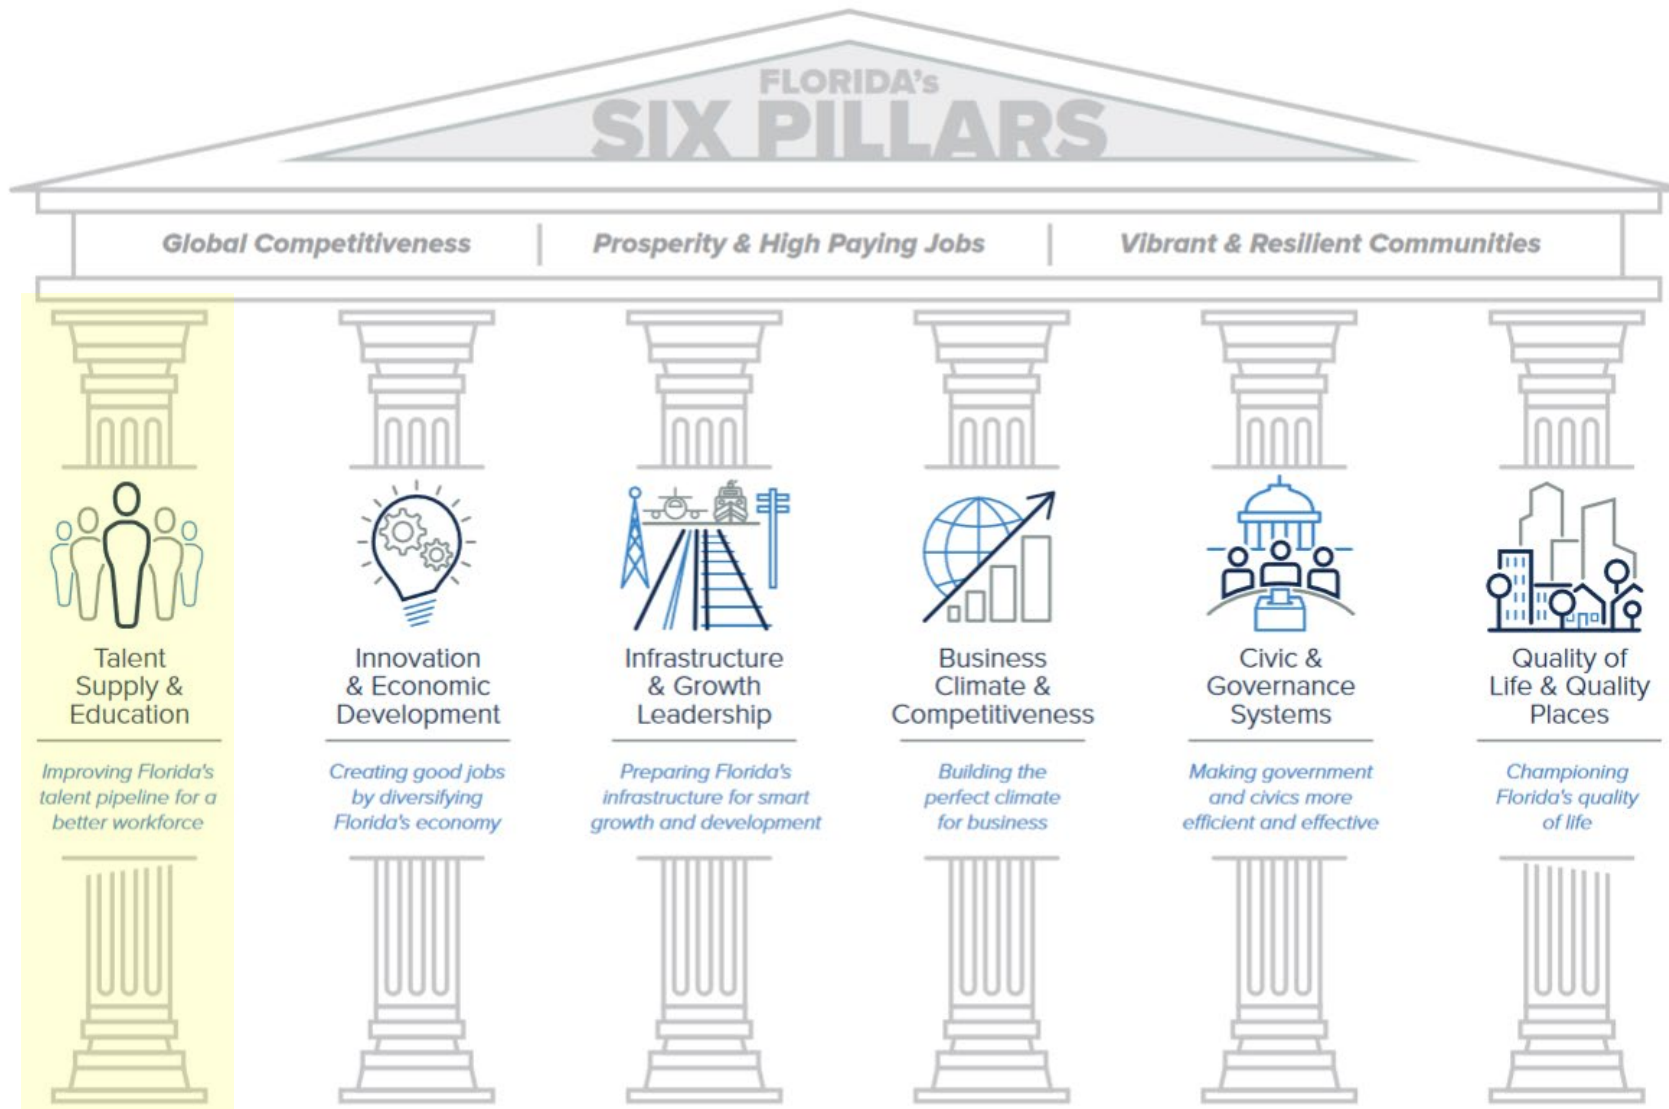 FLORIDA's
SIX PILLARS
Global Competitiveness
Prosperity & High Paying Jobs
Vibrant & Resilient Communities
Talent
Supply &
Education
Improving Florida's
talent pipeline for a
better workforce
Innovation
& Economic
Development
Creating good jobs
by diversifying
Florida's economy
Infrastructure
& Growth
Leadership
Preparing Florida's
infrastructure for smart
growth and development
Business
Climate &
Competitiveness
Building the
perfect climate
for business
Civic &
Governance
Systems
Making government
and civics more
efficient and effective
Quality of
Life & Quality
Places
Championing
Florida's quality
of life